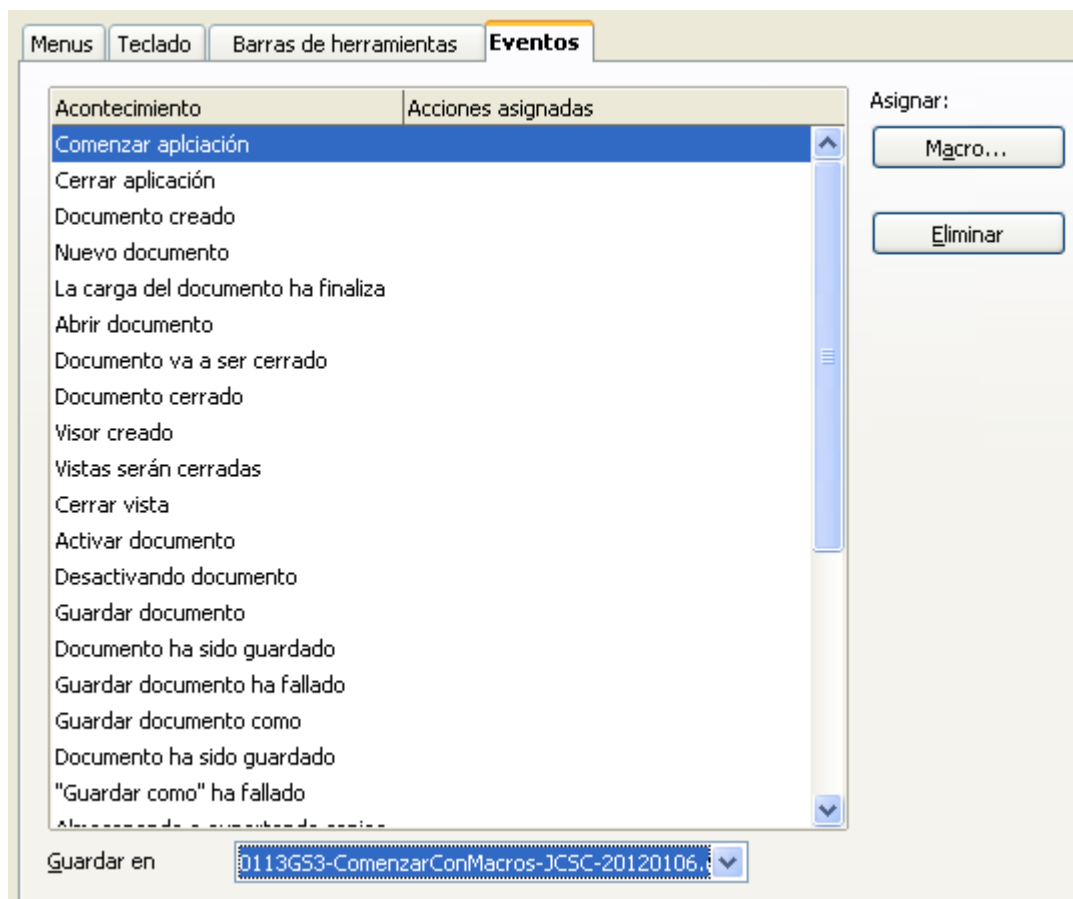 Menus Teclado Barras de herramientas Eventos
Acontecimiento Acciones asignadas
Asignar:
Comenzar aplciación
Macro...
Cerrar aplicación
Documento creado
Eliminar
Nuevo documento
La carga del documento ha finaliza
Abrir documento
Documento va a ser cerrado
Documento cerrado
Visor creado
Vistas serán cerradas
Cerrar vista
Activar documento
Desactivando documento
Guardar documento
Documento ha sido guardado
Guardar documento ha fallado
Guardar documento como
Documento ha sido guardado
"Guardar como" ha fallado
Guardar en 0113GS3-ComenzarConMacros-JCSC-20120106.